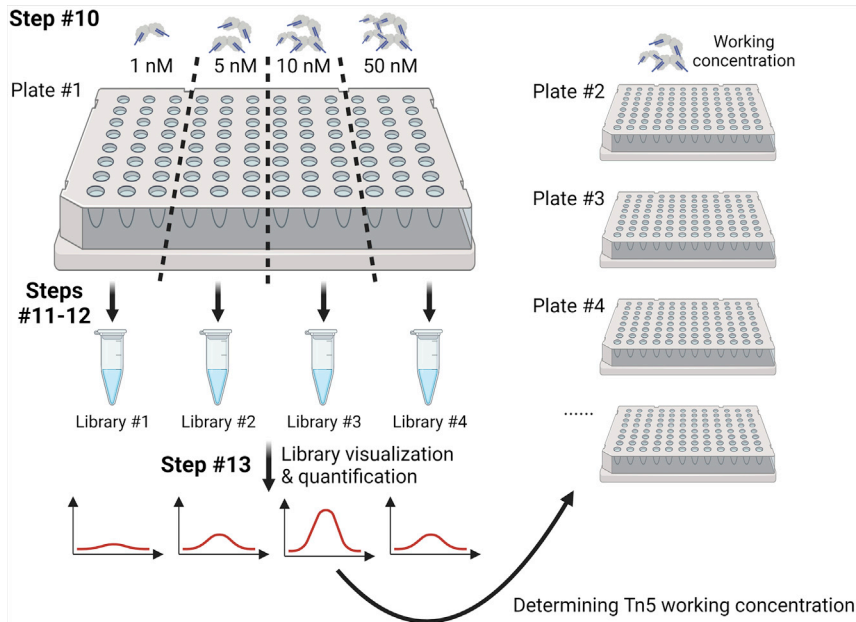 Step #10
1 nM
5 nM
10 nM
50 nM
Plate #1
Steps
#11-12
Library #1
Library #2
Library #3
Library #4
Step #13
Library visualization
& quantification
Working
concentration
Plate #2
Plate #3
Plate #4
......
Determining Tn5 working concentration